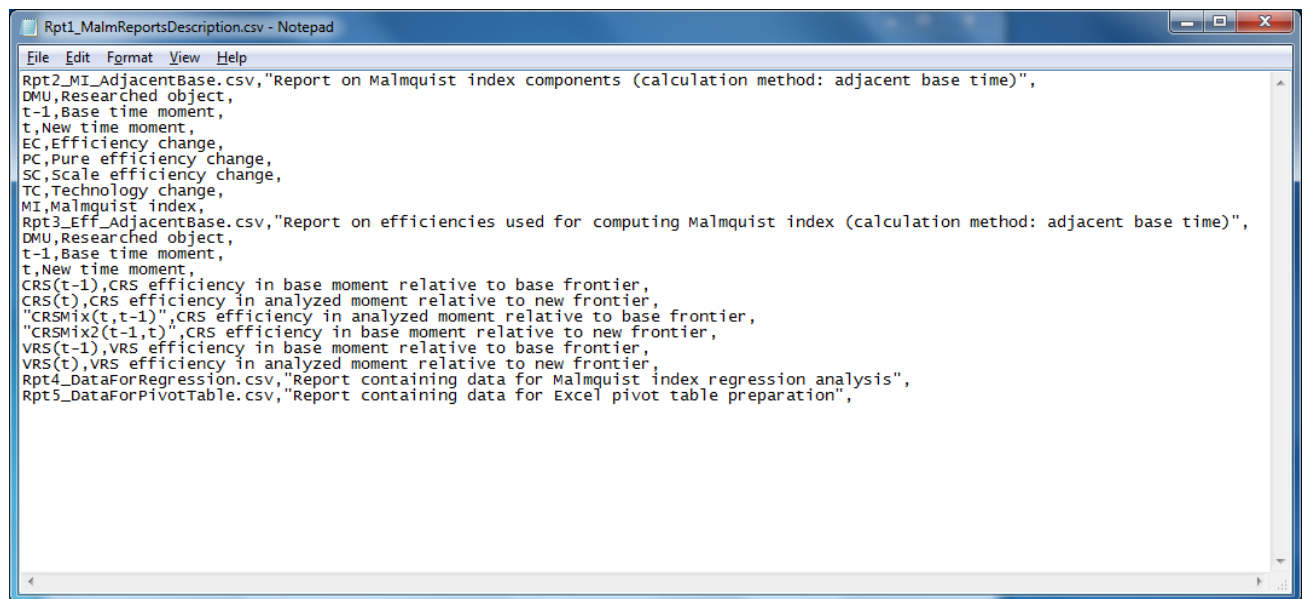 Rpt1_MalmReportsDescription.csv - Notepad
File Edit Format View Help
Rpt2_MI_AdjacentBase.csv,"Report on Malmquist index components (calculation method: adjacent base time)",
DMU,Researched object,
t-1,Base time moment,
t,New time moment,
EC,Efficiency change,
PC,Pure efficiency change,
SC,Scale efficiency change,
TC,Technology change,
MI,Malmquist index,
Rpt3_Eff_AdjacentBase.csv,"Report on efficiencies used for computing Malmquist index (calculation method: adjacent base time)",
DMU,Researched object,
t-1,Base time moment,
t,New time moment,
CRS(t-1),CRS efficiency in base moment relative to base frontier,
CRS(t),CRS efficiency in analyzed moment relative to new frontier,
"CRSMix(t,t-1)",CRS efficiency in analyzed moment relative to base frontier,
"CRSMix2(t-1,t)",CRS efficiency in base moment relative to new frontier,
VRS(t-1),VRS efficiency in base moment relative to base frontier,
VRS(t),VRS efficiency in analyzed moment relative to new frontier,
Rpt4_DataForRegression.csv,"Report containing data for Malmquist index regression analysis",
Rpt5_DataForPivotTable.csv,"Report containing data for Excel pivot table preparation",